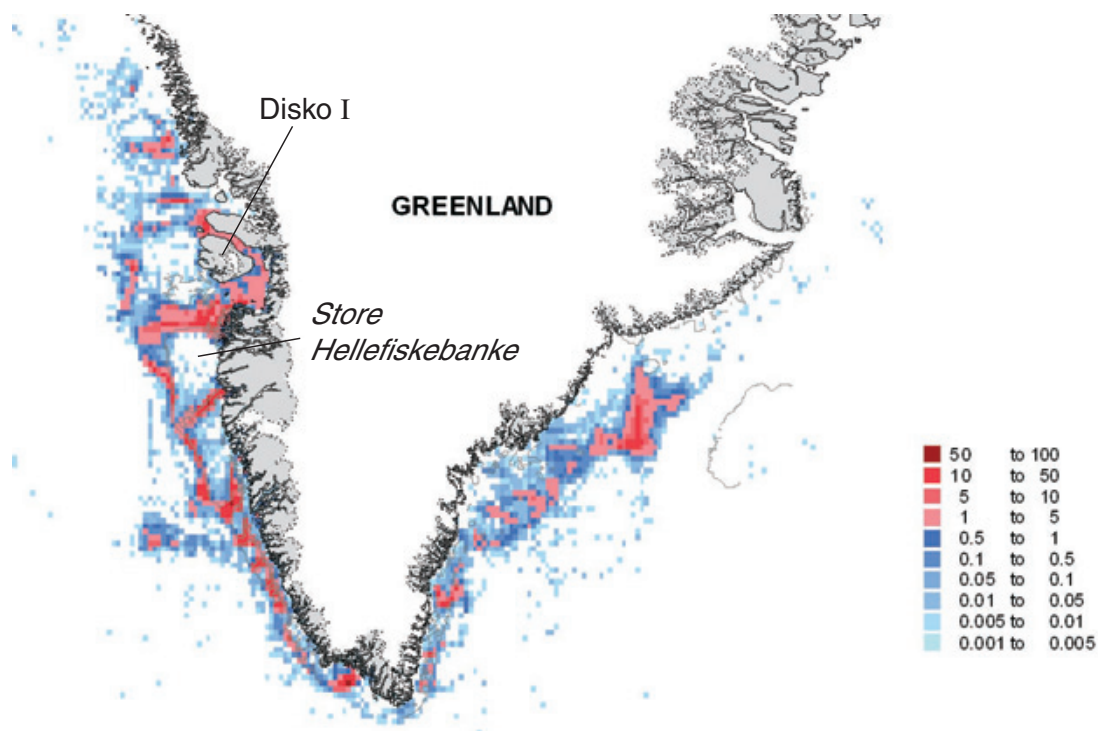 Disko I
GREENLAND
Store
Hellefiskebanke
50 to 100
10 to 50
5 to 10
1 to 5
0.5 to 1
0.1 to 0.5
0.05 to 0.1
0.01 to 0.05
0.005 to 0.01
0.001 to 0.005